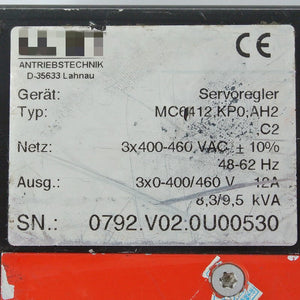 CE
ANTRIEBSTECHNIK
D-35633 Lahnau
Gerät: Servoregler
Typ: MC6412.KP0.AH2
.C2
Netz: 3x400-460 VAC ± 10%
48-62 Hz
Ausg.: 3x0-400/460 V 12A
8,3/9,5 kVA
SN.: 0792.V02.0U00530